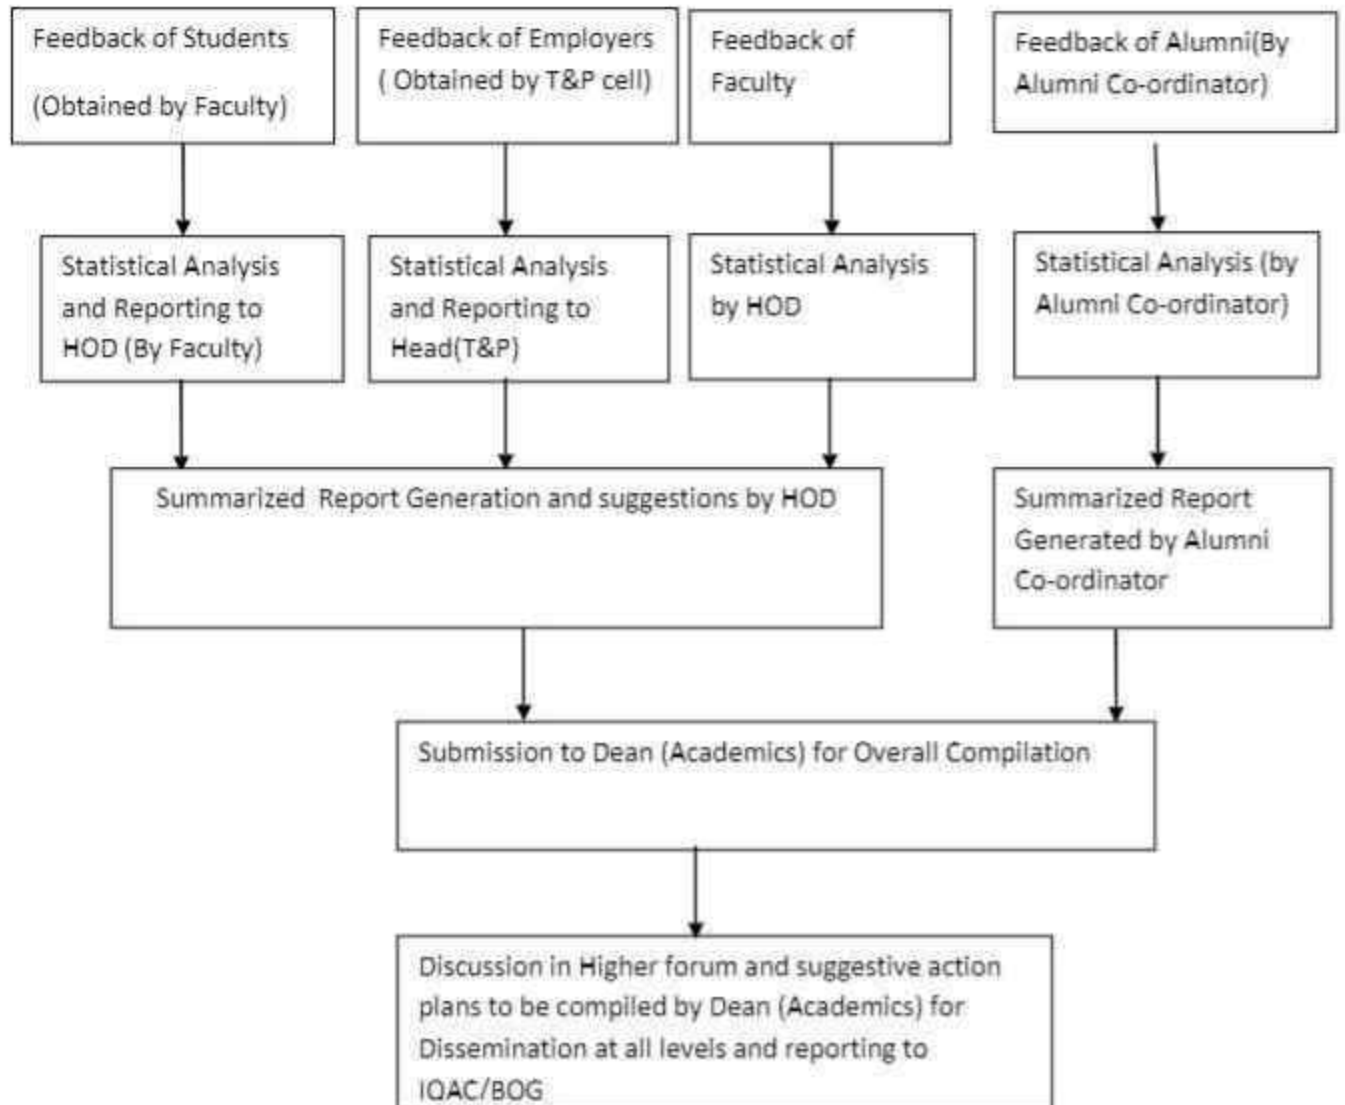 Feedback of Students
(Obtained by Faculty)
Feedback of Employers
( Obtained by T&P cell)
Feedback of
Faculty
Feedback of Alumni(By
Alumni Co-ordinator)
Statistical Analysis
and Reporting to
HOD (By Faculty)
Statistical Analysis
and Reporting to
Head(T&P)
Statistical Analysis
by HOD
Statistical Analysis (by
Alumni Co-ordinator)
Summarized Report Generation and suggestions by HOD
Summarized Report
Generated by Alumni
Co-ordinator
Submission to Dean (Academics) for Overall Compilation
Discussion in Higher forum and suggestive action
plans to be compiled by Dean (Academics) for
Dissemination at all levels and reporting to
IQAC/BOG